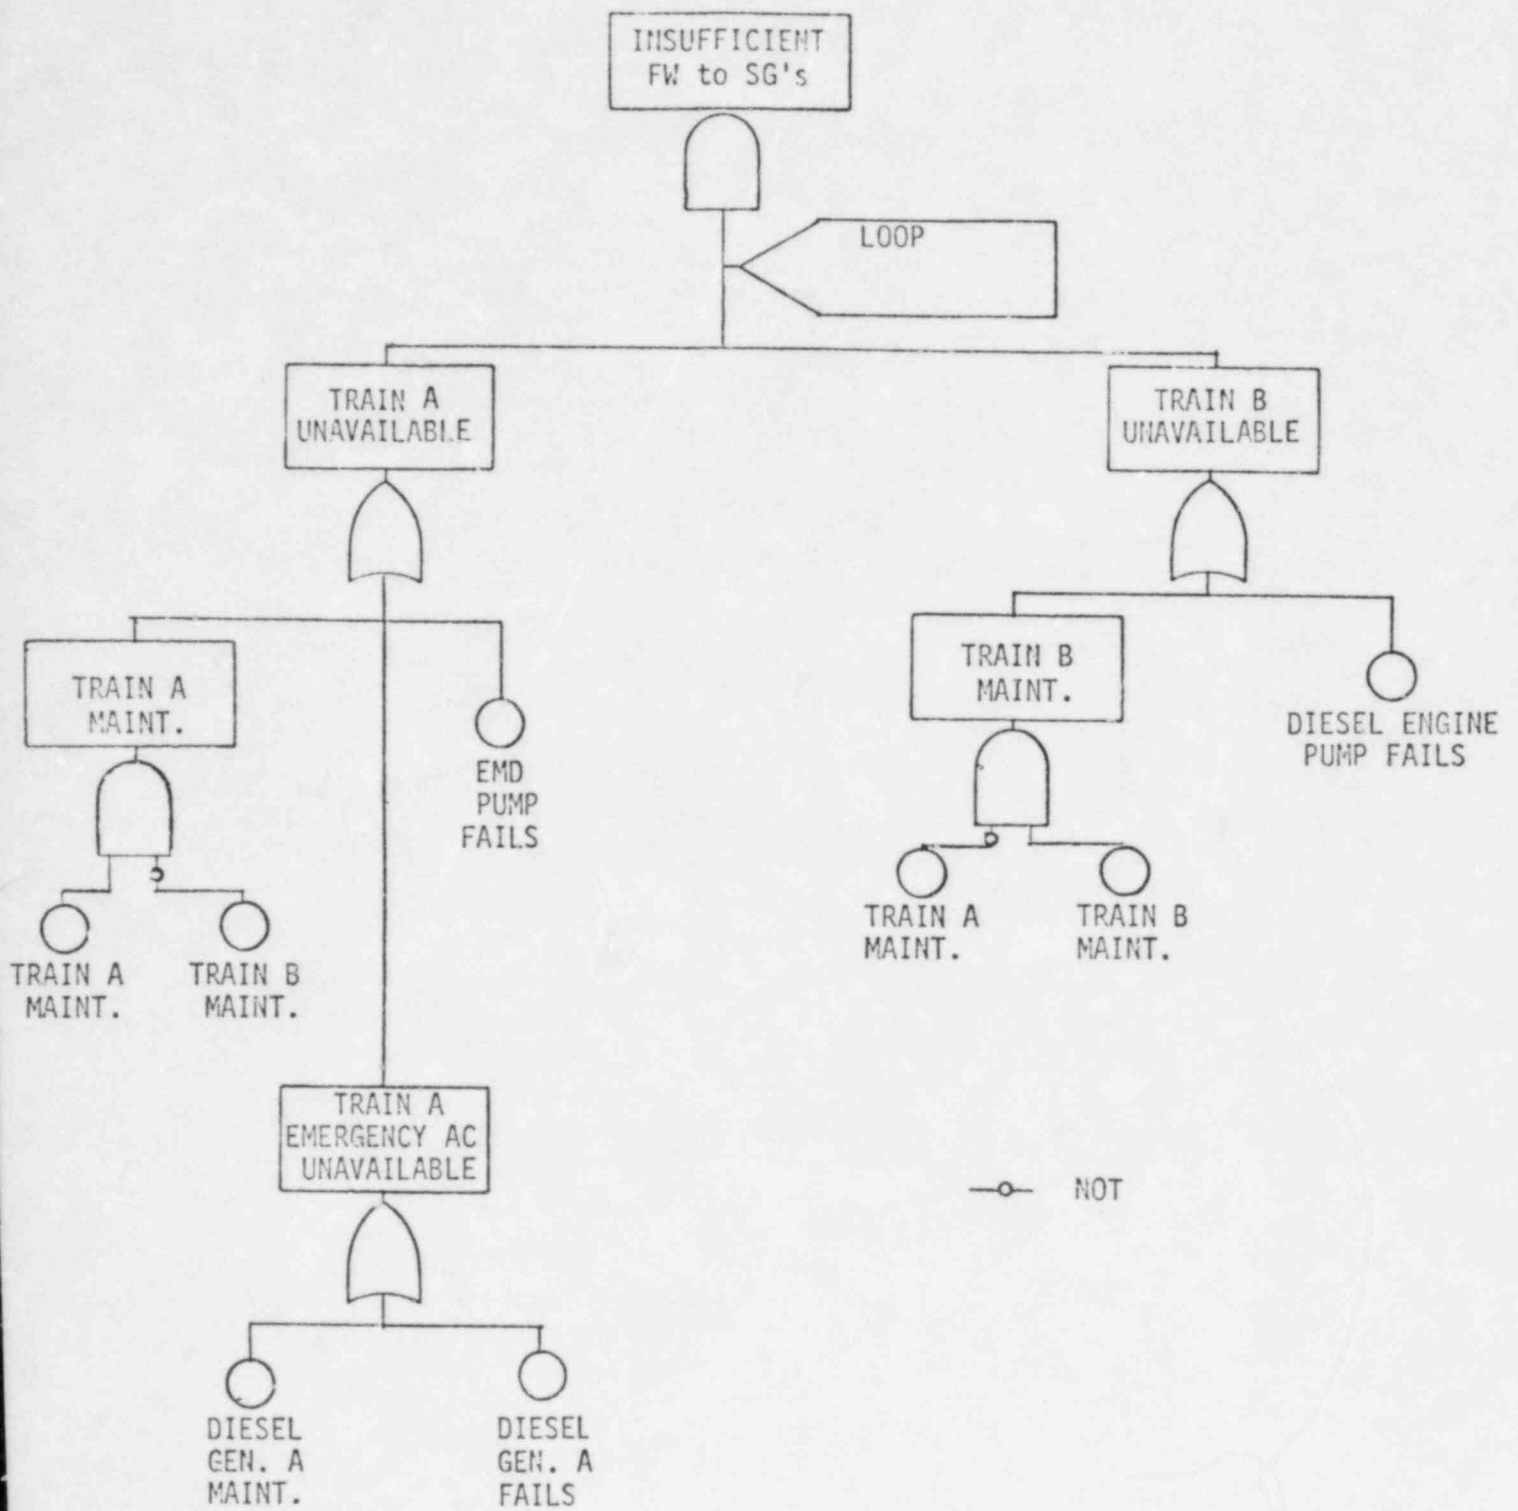 INSUFFICIENT
FW to SG's
LOOP
TRAIN A
UNAVAILABLE
TRAIN B
UNAVAILABLE
TRAIN A
MAINT.
EMD
PUMP
FAILS
TRAIN B
MAINT.
DIESEL ENGINE
PUMP FAILS
TRAIN A
MAINT.
TRAIN B
MAINT.
TRAIN A
MAINT.
TRAIN B
MAINT.
TRAIN A
EMERGENCY AC
UNAVAILABLE
NOT
DIESEL
GEN. A
MAINT.
DIESEL
GEN. A
FAILS